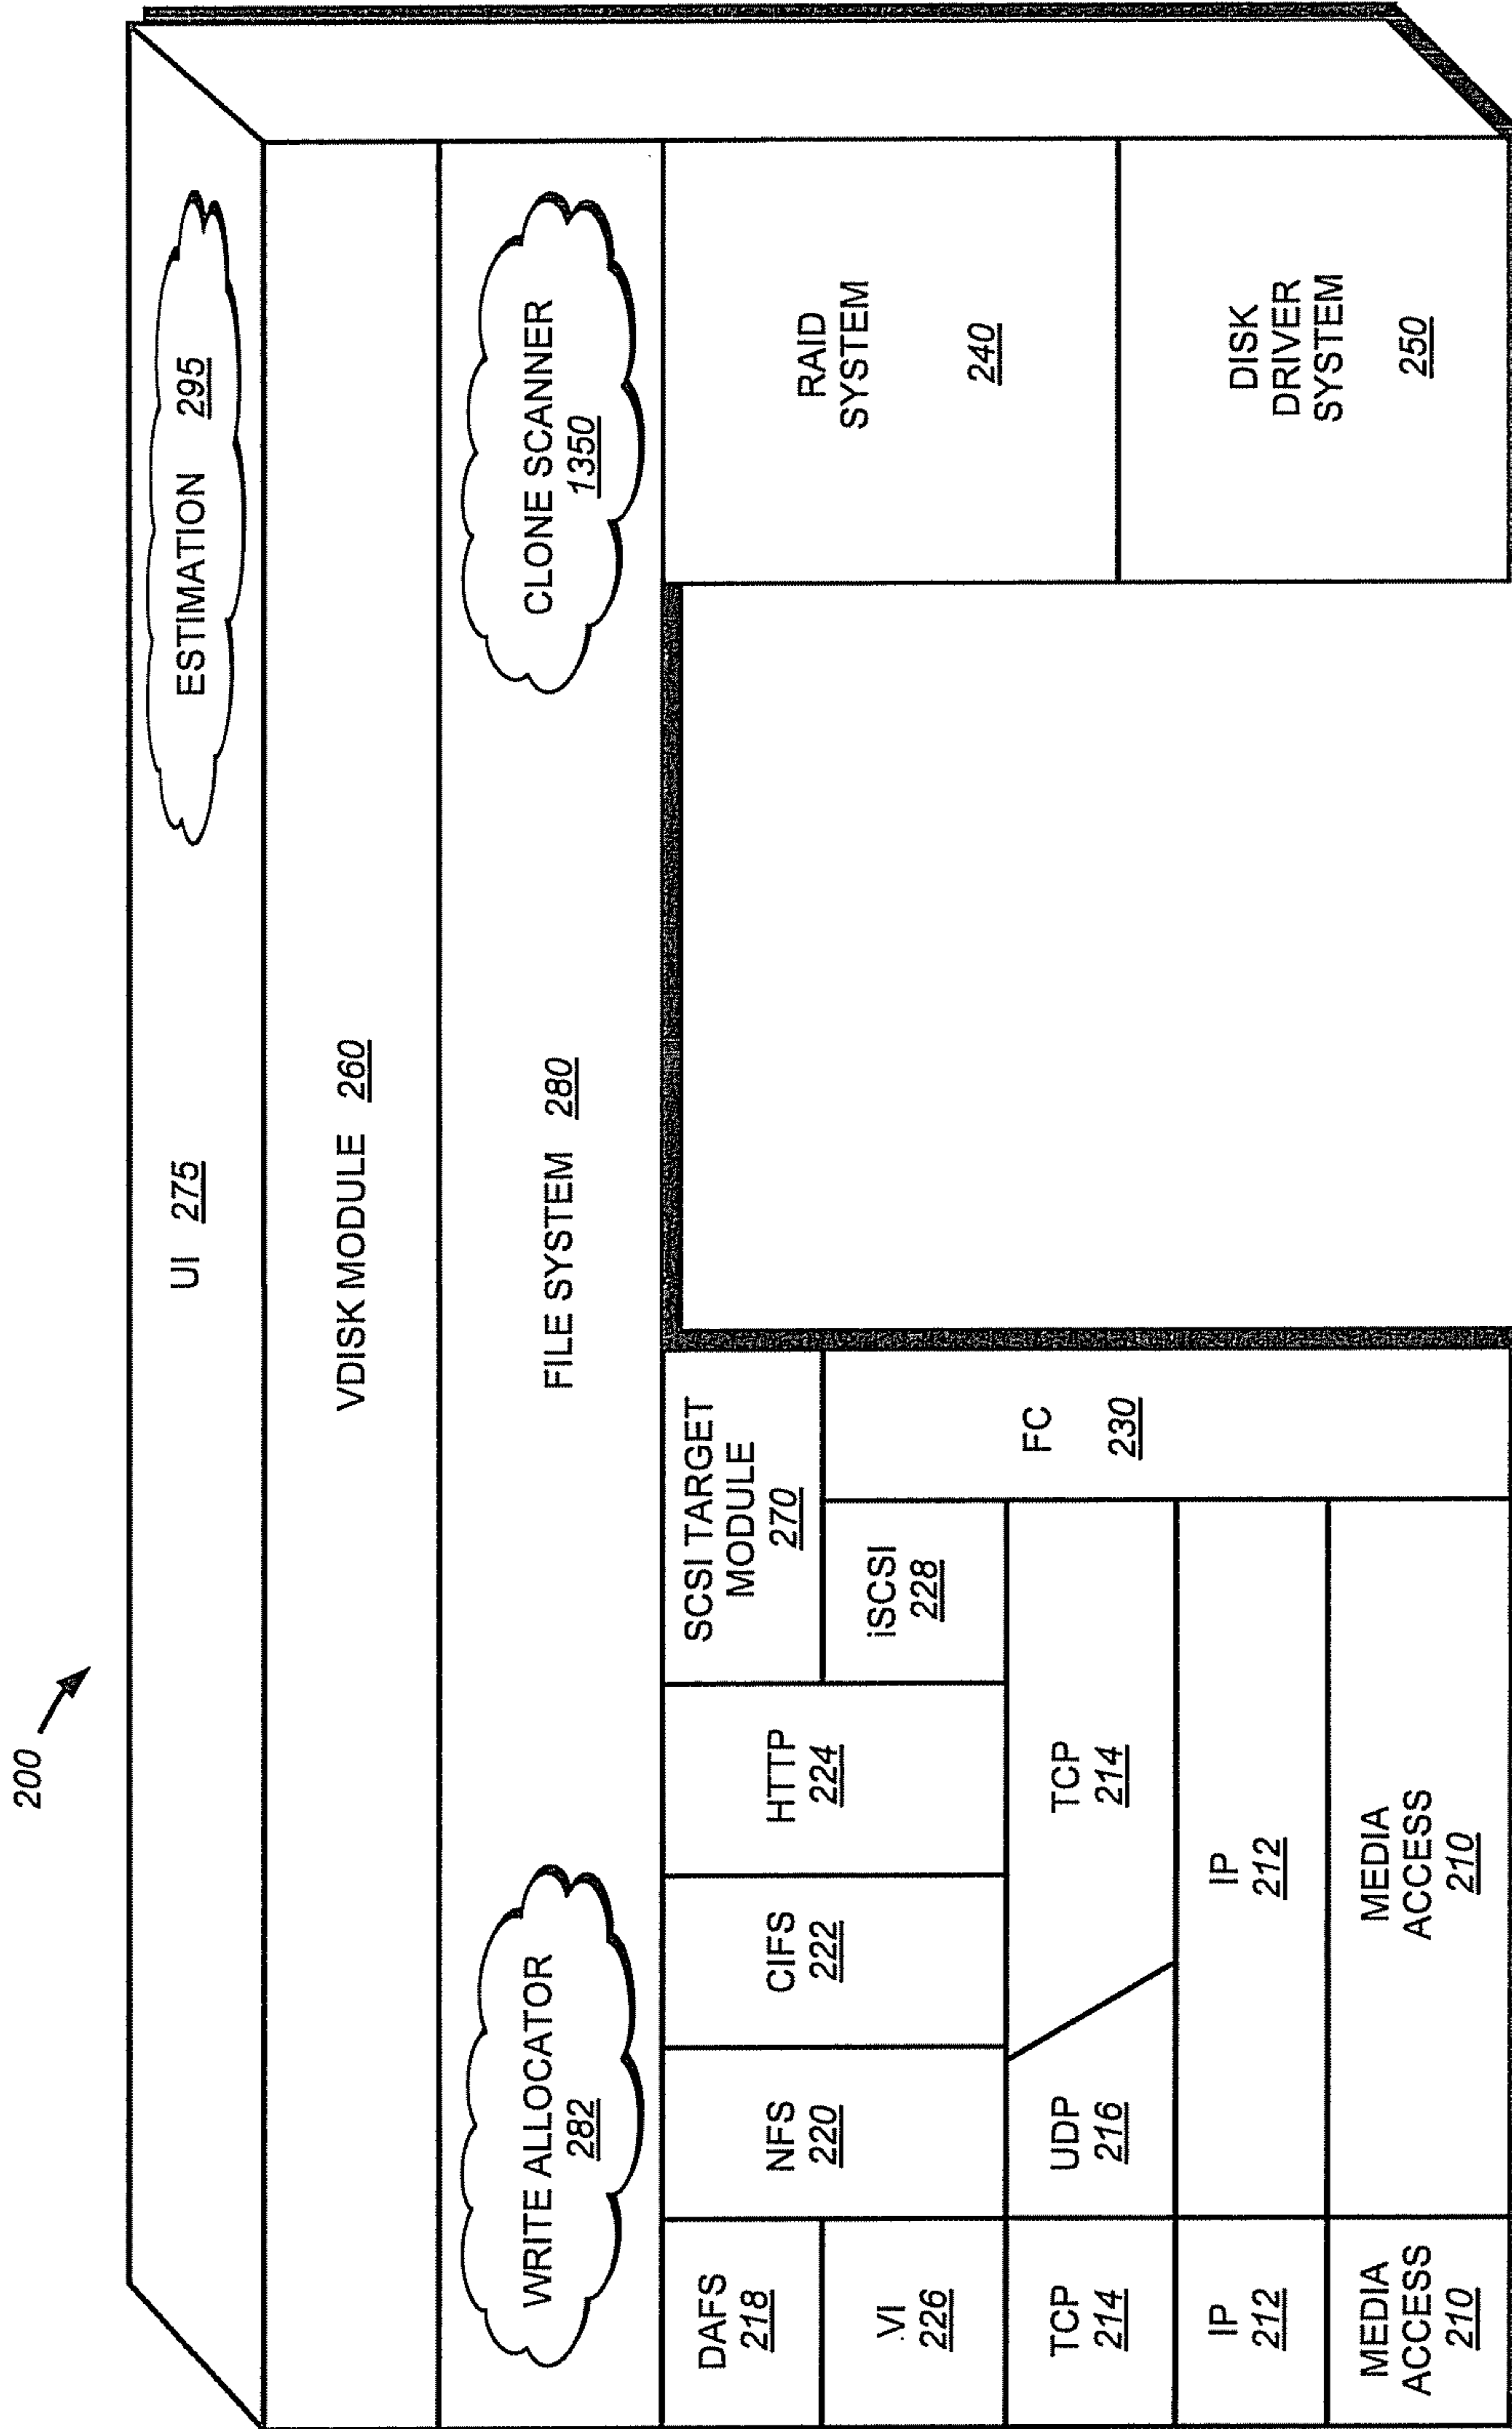 200
UI 275
ESTIMATION 295
VDISK MODULE 260
WRITE ALLOCATOR
282
FILE SYSTEM 280
CLONE SCANNER
1350
DAFS
218
NFS
220
CIFS
222
HTTP
224
SCSI TARGET
MODULE
270
RAID
SYSTEM
240
VI
226
iSCSI
228
FC
230
TCP
214
UDP
216
TCP
214
IP
212
IP
212
MEDIA
ACCESS
210
MEDIA
ACCESS
210
DISK
DRIVER
SYSTEM
250